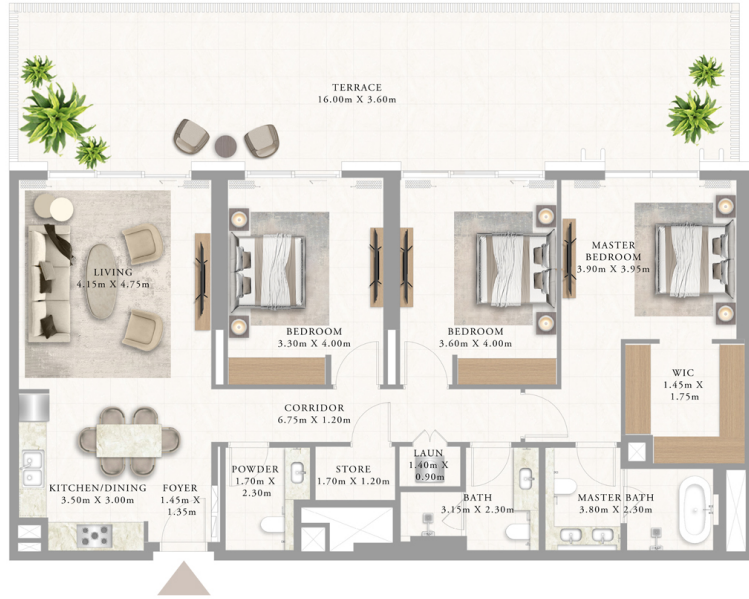 TERRACE
16.00m X 3.60m
LIVING
4.15m X 4.75m
MASTER
BEDROOM
3.90m X 3.95m
BEDROOM
3.30m X 4.00m
BEDROOM
3.60m X 4.00m
WIC
1.45m X
1.75m
CORRIDOR
6.75m X 1.20m
KITCHEN/DINING
3.50m X 3.00m
FOYER
1.45m X
1.35m
POWDER
1.70m X
2.30m
STORE
1.70m X 1.20m
LAUN
1.40m X
0.90m
BATH
3.15m X 2.30m
MASTER BATH
3.80m X 2.30m